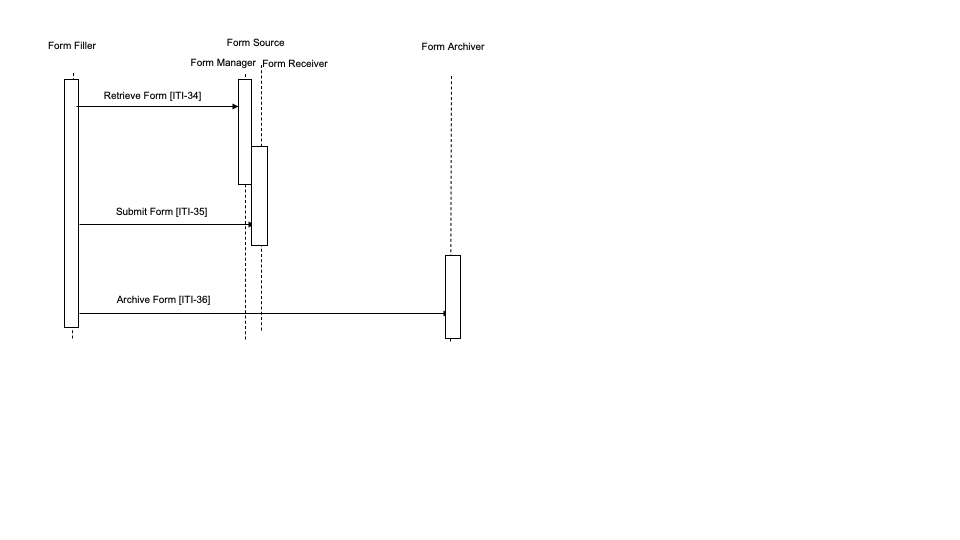 Form Filler
Form Source
Form Archiver
Form Manager
Form Receiver
Retrieve Form [ITI-34]
Submit Form [ITI-35]
Archive Form [ITI-36]